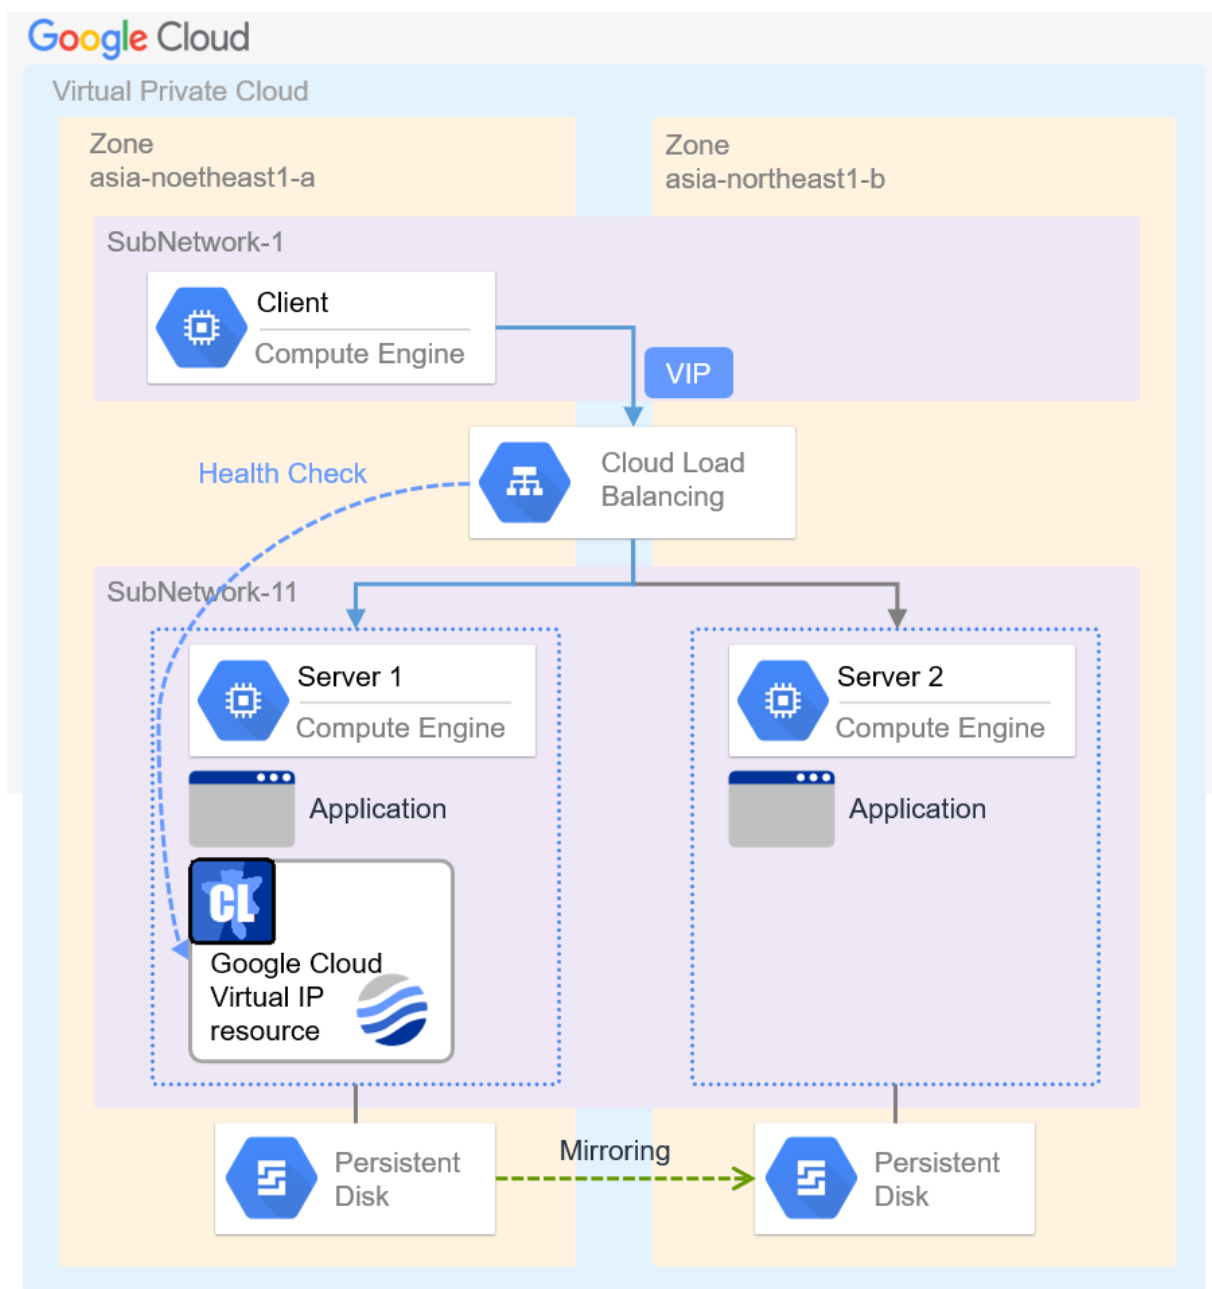 Google Cloud
Virtual Private Cloud
Zone
asia-noetheast1-a
Zone
asia-northeast1-b
SubNetwork-1
Client
Compute Engine
VIP
Health Check
Cloud Load
Balancing
SubNetwork-11
Server 1
Compute Engine
Server 2
Compute Engine
Application
Application
CL
Google Cloud
Virtual IP
resource
Mirroring
Persistent
Disk
Persistent
Disk